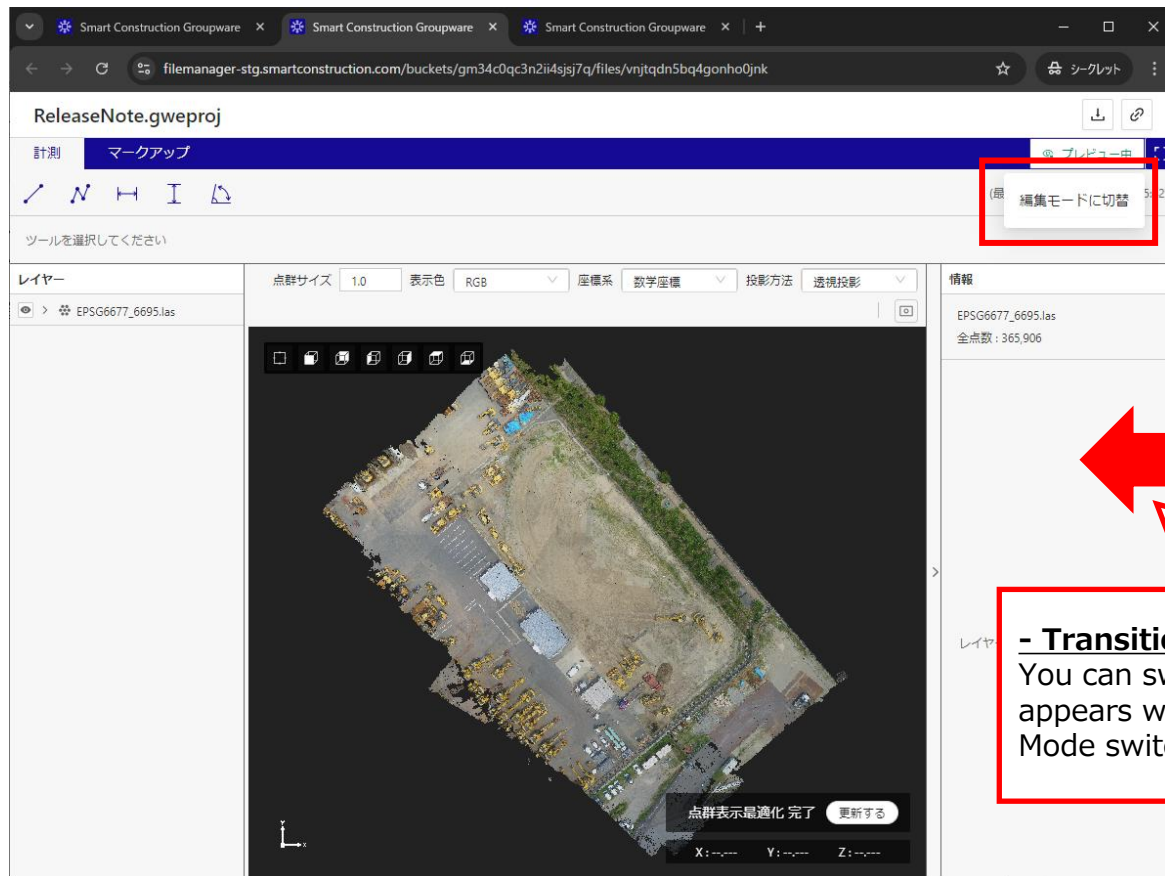 Smart Construction Groupware
Smart Construction Groupware
Smart Construction Groupware
filemanager-stg.smartconstruction.com/buckets/gm34c0qc3n2ii4sjsj7q/files/vnjtqdn5bq4gonho0jnk
シークレット
ReleaseNote.gweproj
計測 マークアップ
プレビュー中
(最
編集モードに切替
ツールを選択してください
レイヤー
点群サイズ 1.0 表示色 RGB 座標系 数学座標 投影方法 透視投影
情報
EPSG6677_6695.las
EPSG6677_6695.las
全点数 : 365,906
レイヤ
- Transitio
You can sw
appears w
Mode swit
点群表示最適化 完了 更新する
Y
x
X : --,--- Y : --,--- Z : --,---